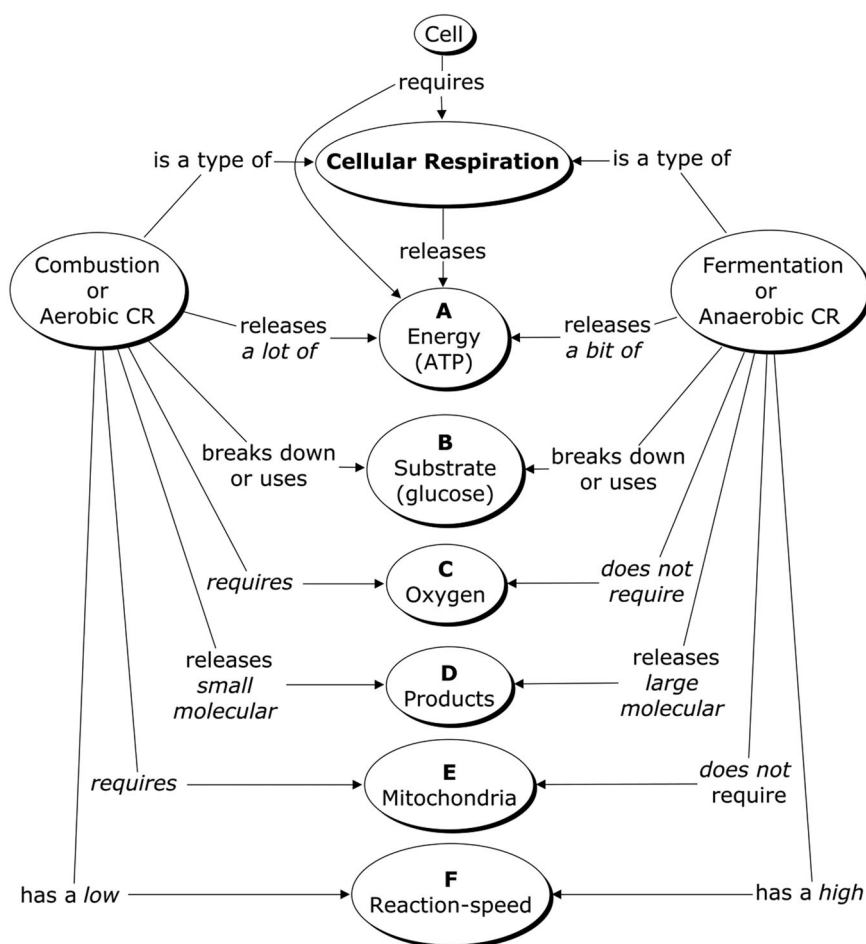 Cell
requires
is a type of
Cellular Respiration
is a type of
Combustion
or
Aerobic CR
releases
Fermentation
or
Anaerobic CR
releases
a lot of
A
Energy
(ATP)
releases
a bit of
breaks down
or uses
B
Substrate
(glucose)
breaks down
or uses
requires
C
Oxygen
does not
require
releases
small
molecular
D
Products
releases
large
molecular
requires
E
Mitochondria
does not
require
has a low
F
Reaction-speed
has a high